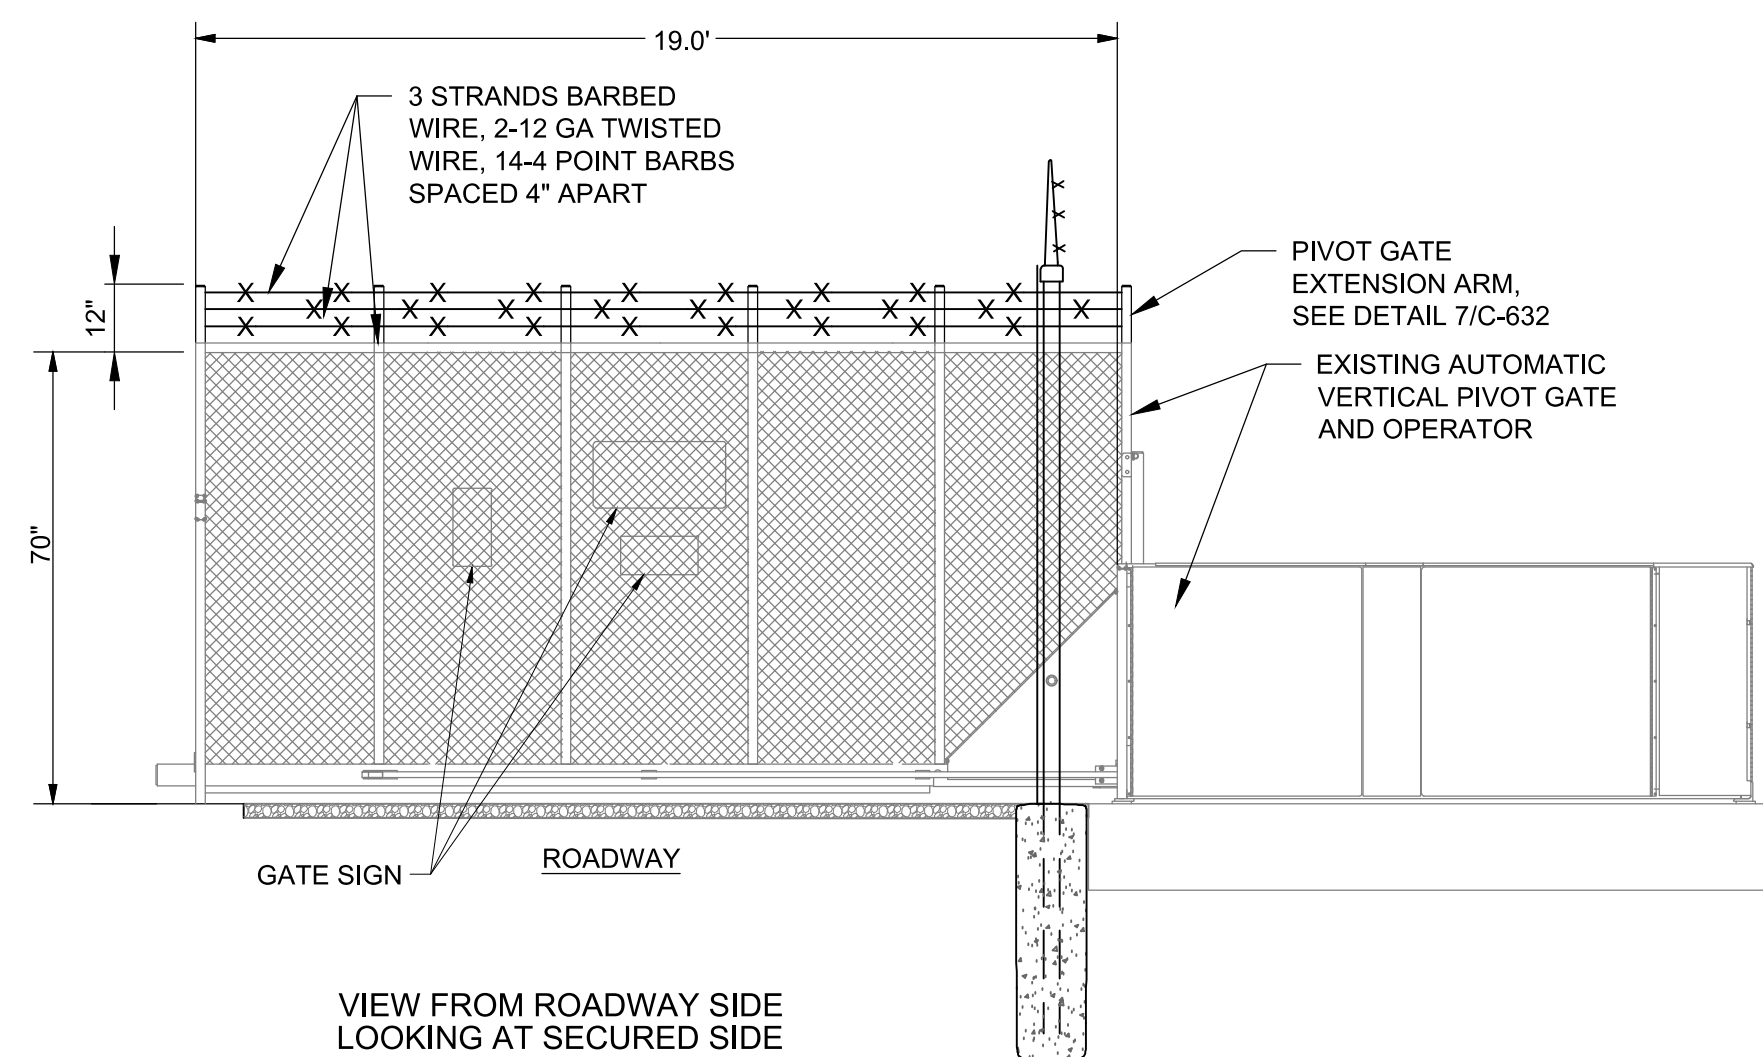 19.0'
3 STRANDS BARBED
WIRE, 2-12 GA TWISTED
WIRE, 14-4 POINT BARBS
SPACED 4" APART
PIVOT GATE
EXTENSION ARM,
SEE DETAIL 7/C-632
12"
EXISTING AUTOMATIC
VERTICAL PIVOT GATE
AND OPERATOR
70"
GATE SIGN
ROADWAY
VIEW FROM ROADWAY SIDE
LOOKING AT SECURED SIDE